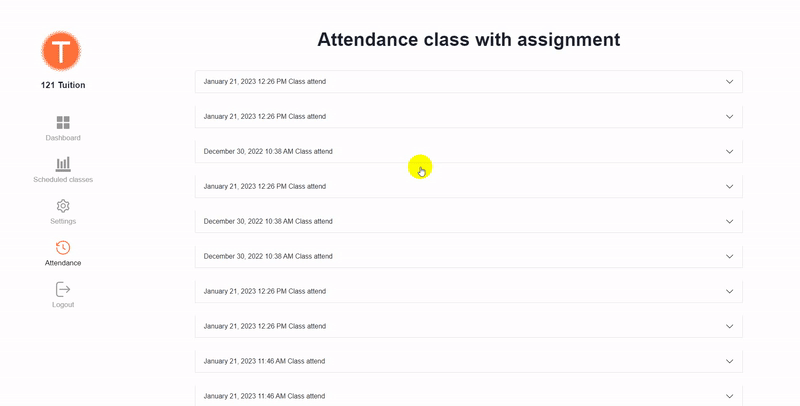 T
121 Tuition
Dashboard
Scheduled classes
Settings
Attendance
Logout
Attendance class with assignment
January 21, 2023 12:26 PM Class attend
January 21, 2023 12:26 PM Class attend
December 30, 2022 10:38 AM Class attend
January 21, 2023 12:26 PM Class attend
December 30, 2022 10:38 AM Class attend
December 30, 2022 10:38 AM Class attend
January 21, 2023 12:26 PM Class attend
January 21, 2023 12:26 PM Class attend
January 21, 2023 11:46 AM Class attend
January 21, 2023 11:46 AM Class attend